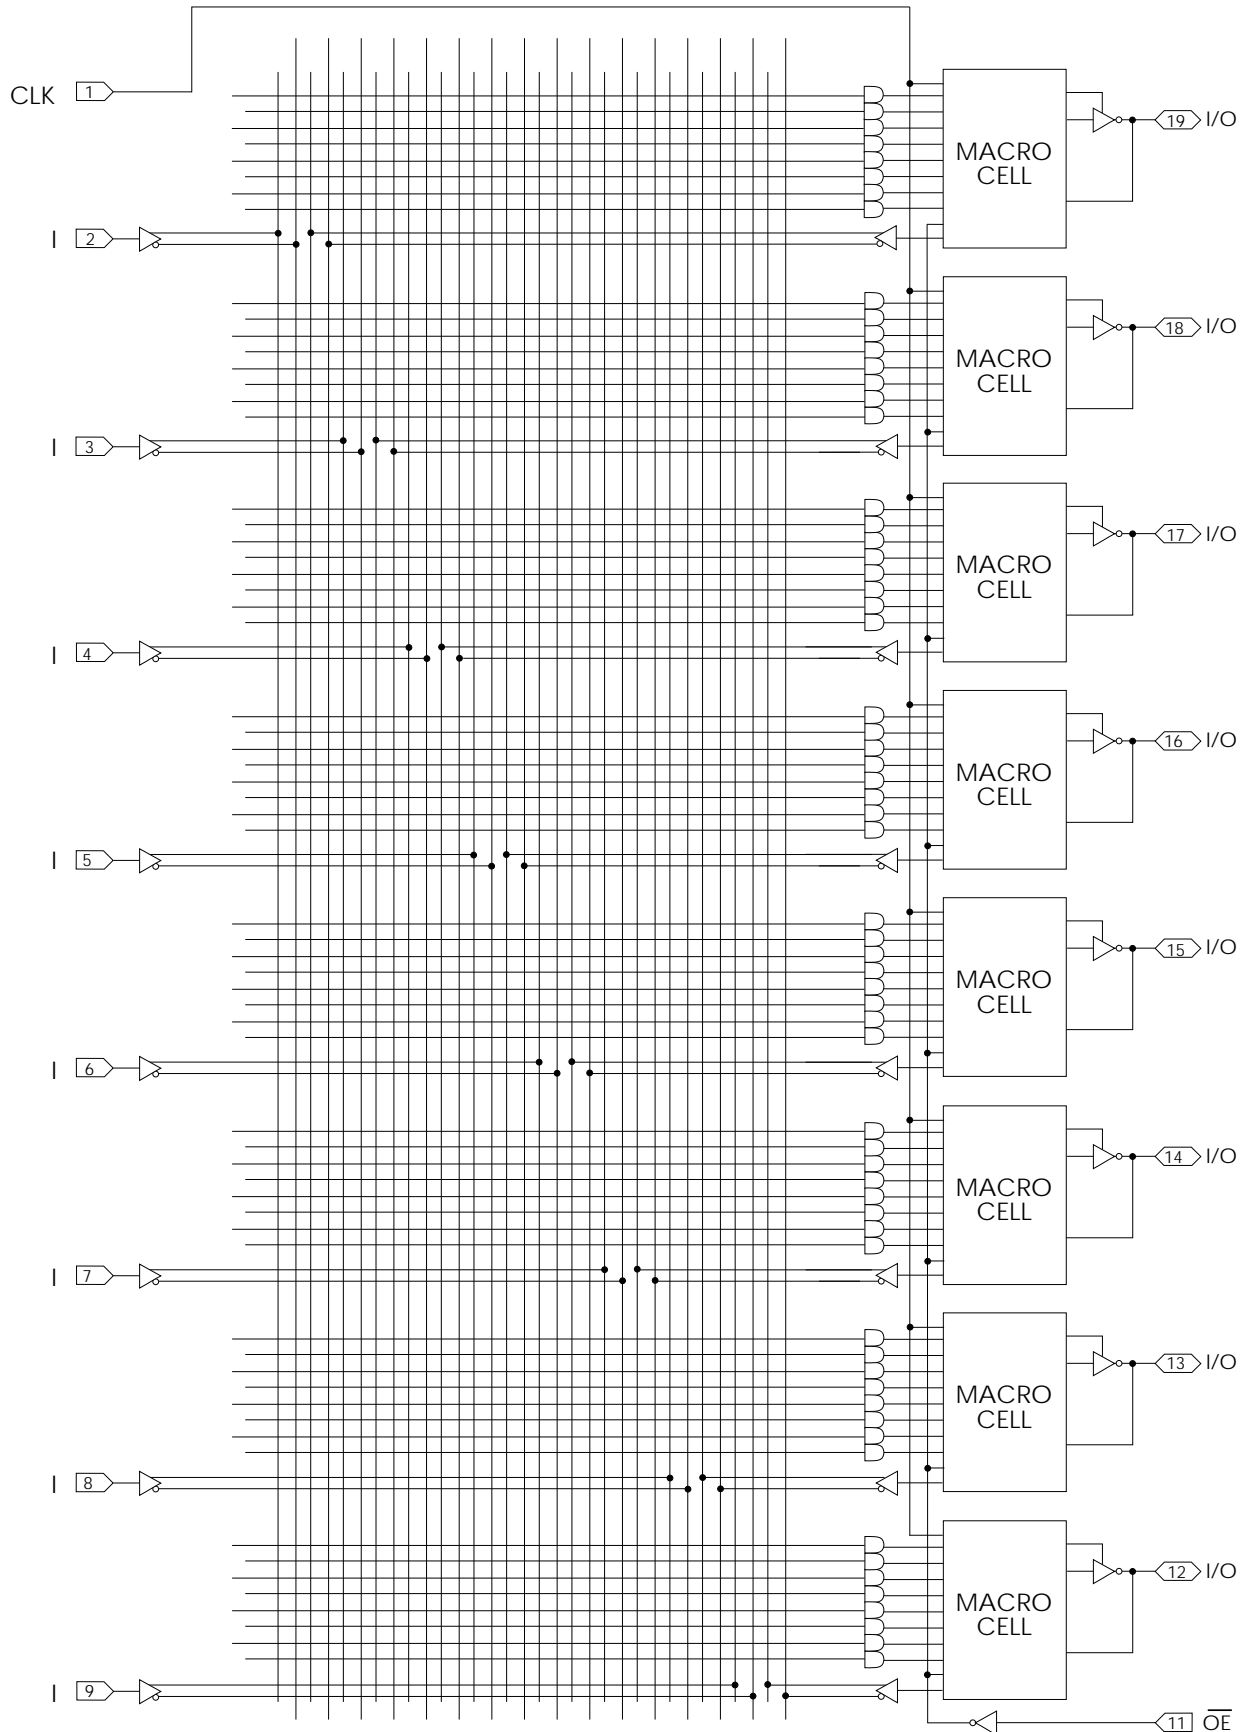 CLK 1
MACRO
CELL
19 I/O
I 2
MACRO
CELL
18 I/O
I 3
MACRO
CELL
17 I/O
I 4
MACRO
CELL
16 I/O
I 5
MACRO
CELL
15 I/O
I 6
MACRO
CELL
14 I/O
I 7
MACRO
CELL
13 I/O
I 8
MACRO
CELL
12 I/O
I 9
11 O̅E̅